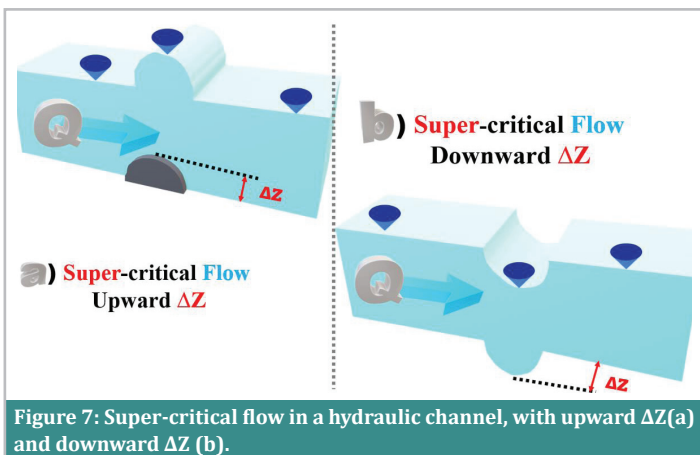 Q
ΔZ
a) Super-critical Flow
Upward ΔZ
b) Super-critical Flow
Downward ΔZ
Q
ΔZ
Figure 7: Super-critical flow in a hydraulic channel, with upward ΔZ(a)
and downward ΔZ (b).